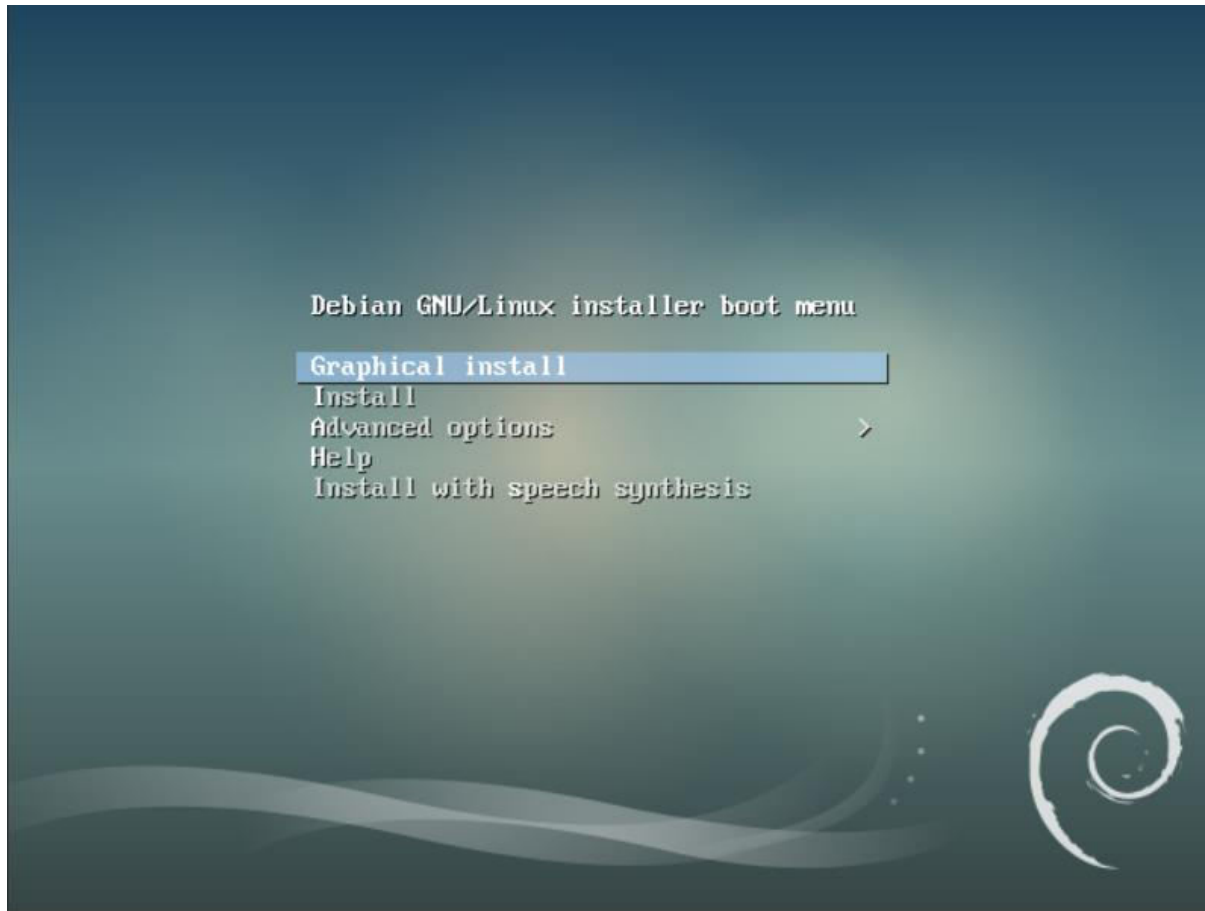 Debian GNU/Linux installer boot menu
Graphical install
Install
Advanced options >
Help
Install with speech synthesis